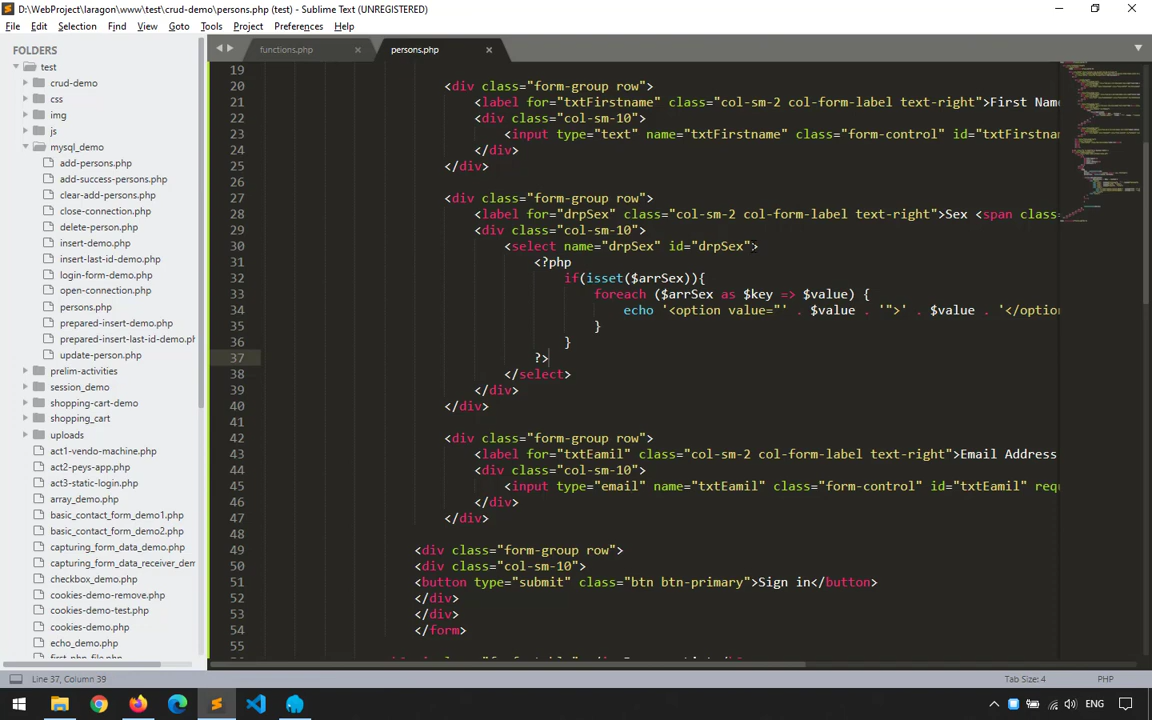 D:\WebProject\laragon\www\test\crud-demo\persons.php (test) - Sublime Text (UNREGISTERED)
File Edit Selection Find View Goto Tools Project Preferences Help
FOLDERS
test
crud-demo
css
img
js
mysql_demo
add-persons.php
add-success-persons.php
clear-add-persons.php
close-connection.php
delete-person.php
insert-demo.php
insert-last-id-demo.php
login-form-demo.php
open-connection.php
persons.php
prepared-insert-demo.php
prepared-insert-last-id-demo.ph
update-person.php
prelim-activities
session_demo
shopping-cart-demo
shopping_cart
uploads
act1-vendo-machine.php
act2-peys-app.php
act3-static-login.php
array_demo.php
basic_contact_form_demo1.php
basic_contact_form_demo2.php
capturing_form_data_demo.php
capturing_form_data_receiver_dem
checkbox_demo.php
cookies-demo-remove.php
cookies-demo-test.php
cookies-demo.php
echo_demo.php
first_php_file.php
functions.php
persons.php
19
20 <div class="form-group row">
21 <label for="txtFirstname" class="col-sm-2 col-form-label text-right">First Nam
22 <div class="col-sm-10">
23 <input type="text" name="txtFirstname" class="form-control" id="txtFirstna
24 </div>
25 </div>
26
27 <div class="form-group row">
28 <label for="drpSex" class="col-sm-2 col-form-label text-right">Sex <span class
29 <div class="col-sm-10">
30 <select name="drpSex" id="drpSex">
31 <?php
32 if(isset($arrSex)){
33 foreach ($arrSex as $key => $value) {
34 echo '<option value="' . $value . '">' . $value . '</option
35 }
36 }
37 ?>
38 </select>
39 </div>
40 </div>
41
42 <div class="form-group row">
43 <label for="txtEamil" class="col-sm-2 col-form-label text-right">Email Address
44 <div class="col-sm-10">
45 <input type="email" name="txtEamil" class="form-control" id="txtEamil" requ
46 </div>
47 </div>
48
49 <div class="form-group row">
50 <div class="col-sm-10">
51 <button type="submit" class="btn btn-primary">Sign in</button>
52 </div>
53 </div>
54 </form>
55
Line 37, Column 39
Tab Size: 4
PHP
ENG